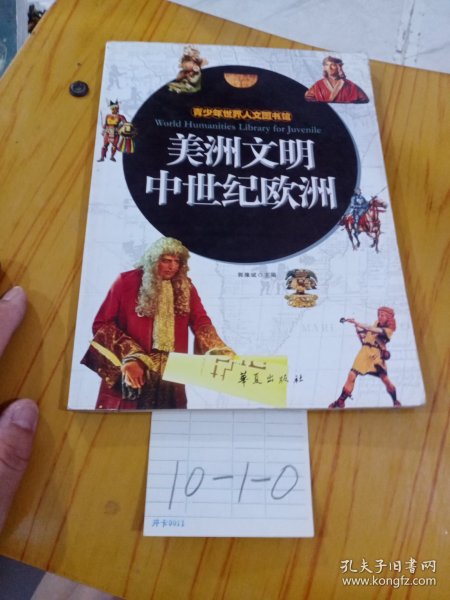 青少年世界人文图书馆
World Humanities Library for Juvenile
美洲文明
中世纪欧洲
华夏出版社
10-1-0
孔夫子旧书网
www.kongfz.com